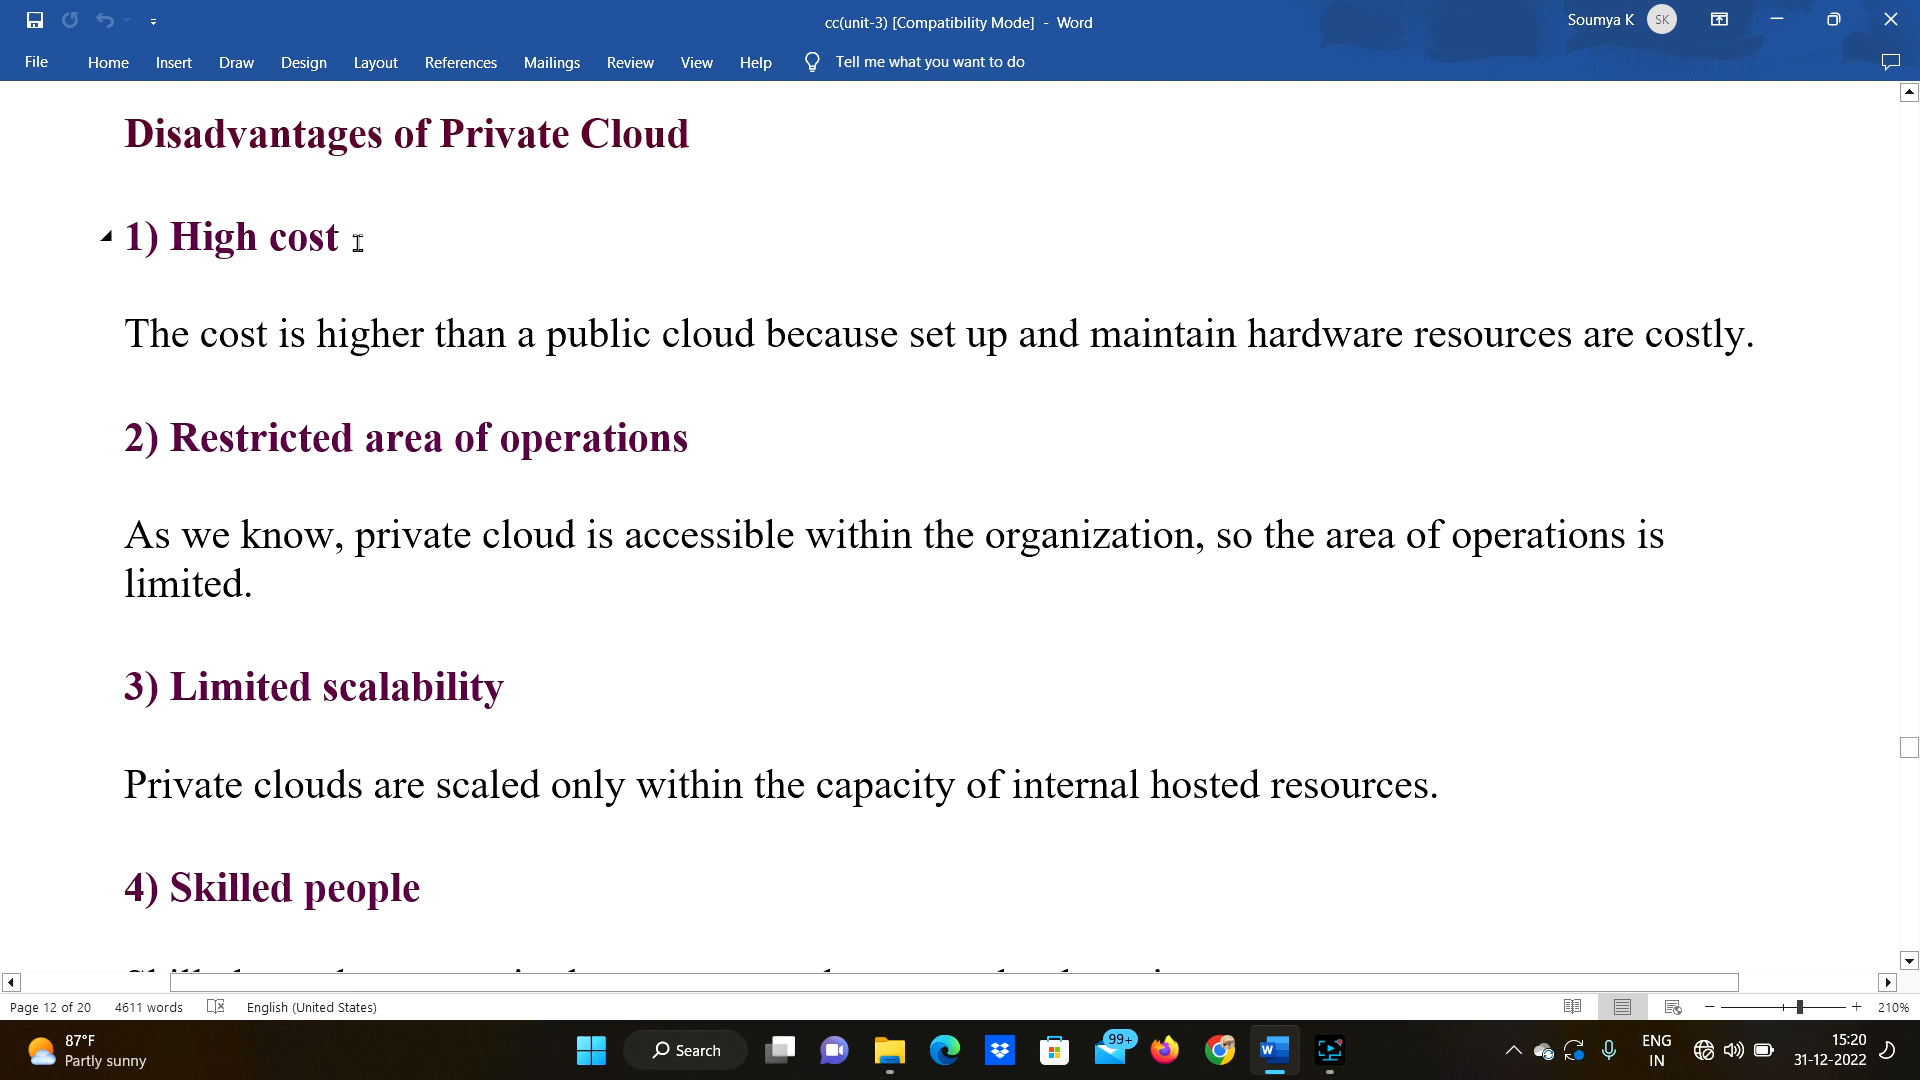 cc(unit-3) [Compatibility Mode] - Word
Soumya K
SK
File
Home
Insert
Draw
Design
Layout
References
Mailings
Review
View
Help
Tell me what you want to do
Disadvantages of Private Cloud
1) High cost
The cost is higher than a public cloud because set up and maintain hardware resources are costly.
2) Restricted area of operations
As we know, private cloud is accessible within the organization, so the area of operations is
limited.
3) Limited scalability
Private clouds are scaled only within the capacity of internal hosted resources.
4) Skilled people
Page 12 of 20
4611 words
English (United States)
210%
87°F
Partly sunny
Search
99+
ENG
IN
15:20
31-12-2022